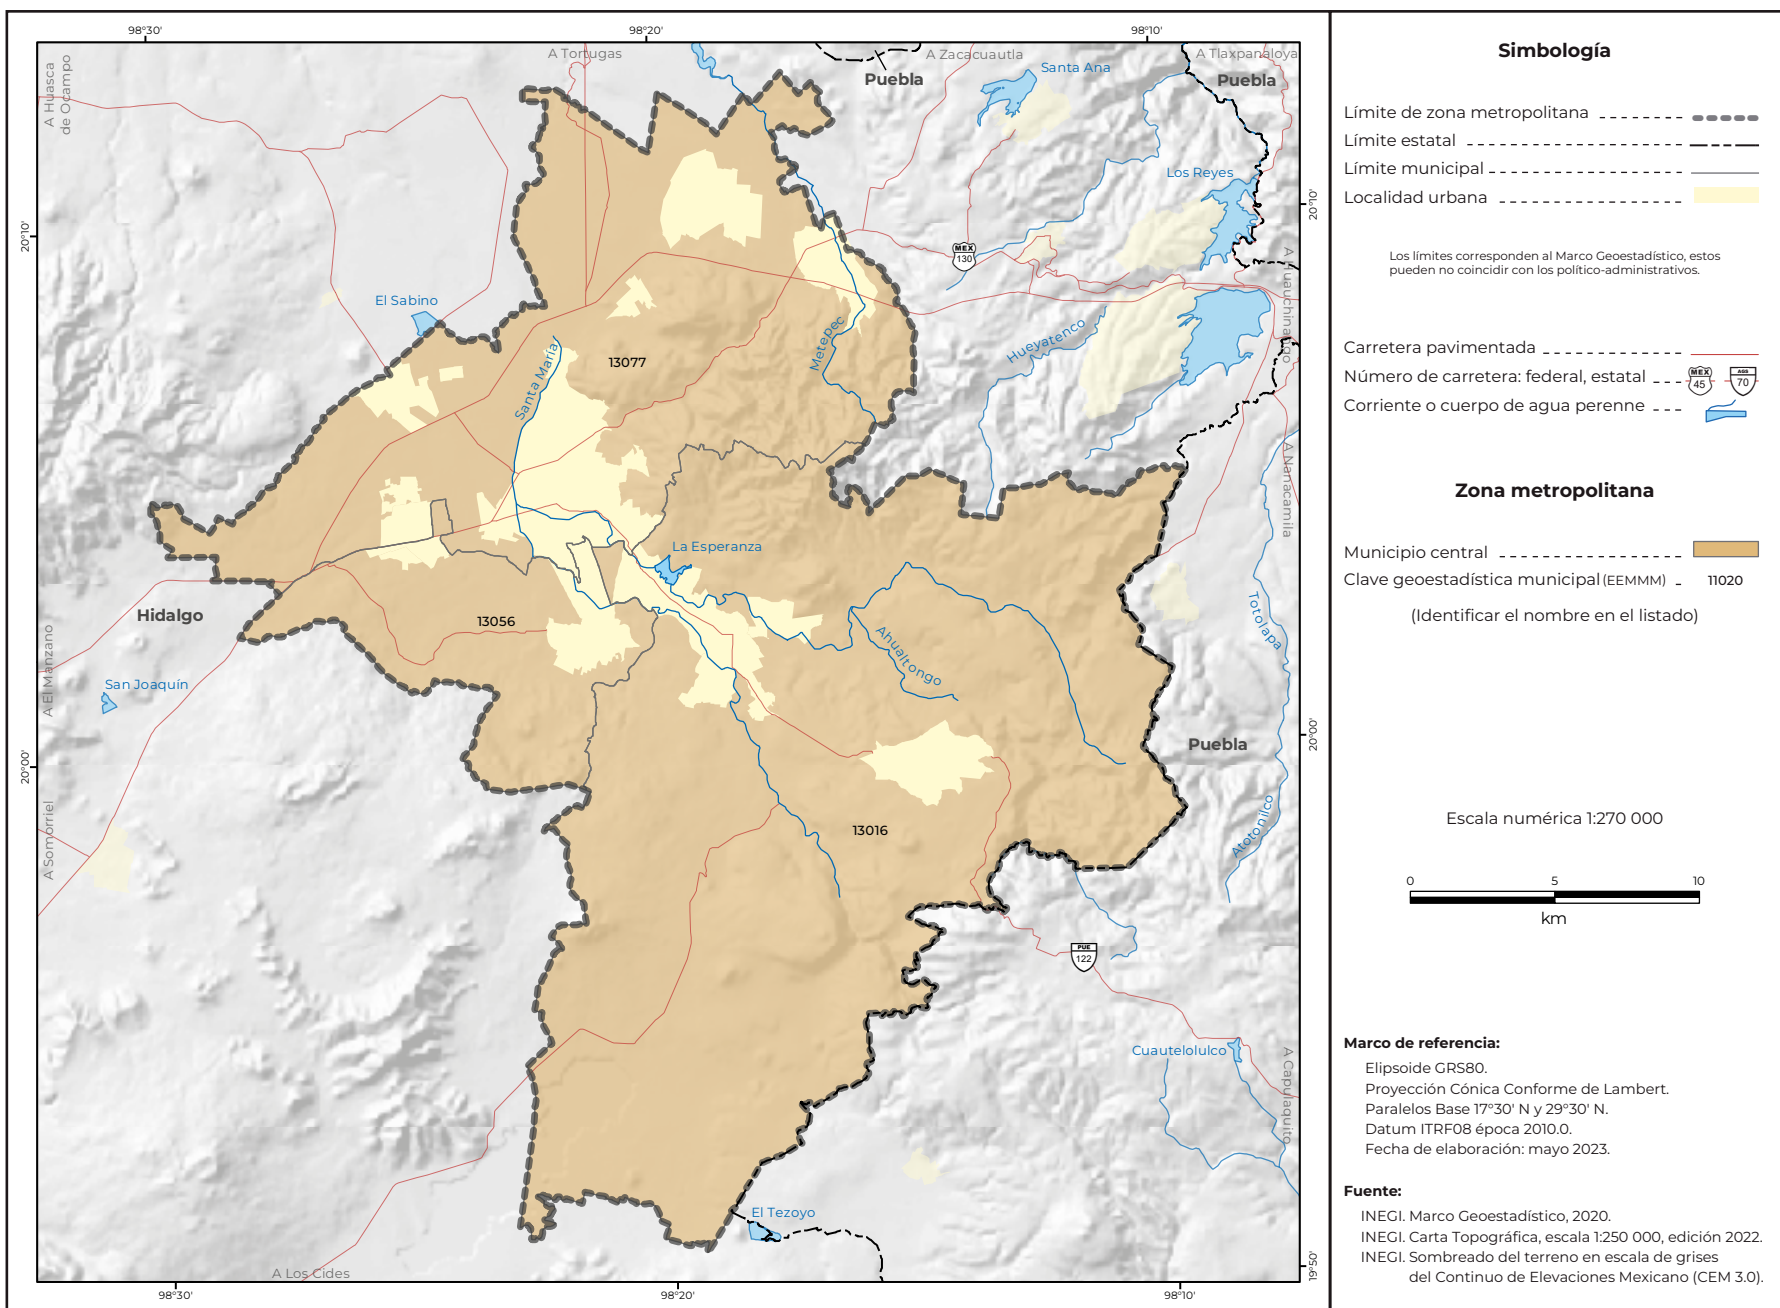 98°30'
98°20'
98°10'
A Huasca
de Ocampo
A Tortugas
Puebla
A Zacacuautla
Santa Ana
A Tlaxpanaloya
Puebla
Los Reyes
20°10'
20°10'
MEX
130
A Huauchinango
El Sabino
13077
Santa María
Metepec
Hueyatenco
A Nanacamila
La Esperanza
Hidalgo
13056
Ahualtongo
Totolapa
A El Manzano
San Joaquín
Puebla
20°00'
20°00'
A Somorriel
13016
Atotonilco
PUE
122
Cuautelolulco
A Capulaquito
El Tezoyo
A Los Cides
19°50'
98°30'
98°20'
98°10'
Simbología
Límite de zona metropolitana
Límite estatal
Límite municipal
Localidad urbana
Los límites corresponden al Marco Geoestadístico, estos
pueden no coincidir con los político-administrativos.
Carretera pavimentada
Número de carretera: federal, estatal
MEX
45
AGS
70
Corriente o cuerpo de agua perenne
Zona metropolitana
Municipio central
Clave geoestadística municipal (EEMMM)
11020
(Identificar el nombre en el listado)
Escala numérica 1:270 000
0 5 10
km
Marco de referencia:
Elipsoide GRS80.
Proyección Cónica Conforme de Lambert.
Paralelos Base 17°30' N y 29°30' N.
Datum ITRF08 época 2010.0.
Fecha de elaboración: mayo 2023.
Fuente:
INEGI. Marco Geoestadístico, 2020.
INEGI. Carta Topográfica, escala 1:250 000, edición 2022.
INEGI. Sombreado del terreno en escala de grises
del Continuo de Elevaciones Mexicano (CEM 3.0).